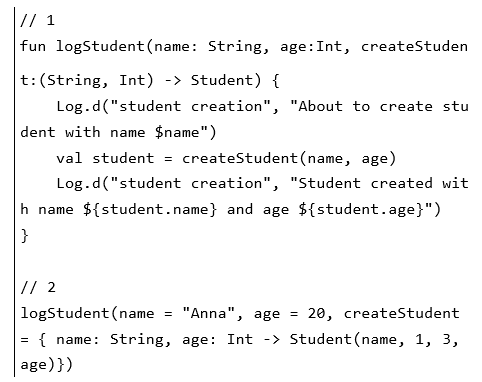 // 1
fun logStudent(name: String, age:Int, createStuden
t:(String, Int) -> Student) {
    Log.d("student creation", "About to create stu
dent with name $name")
    val student = createStudent(name, age)
    Log.d("student creation", "Student created wit
h name ${student.name} and age ${student.age}")
}

// 2
logStudent(name = "Anna", age = 20, createStudent
= { name: String, age: Int -> Student(name, 1, 3,
age)})